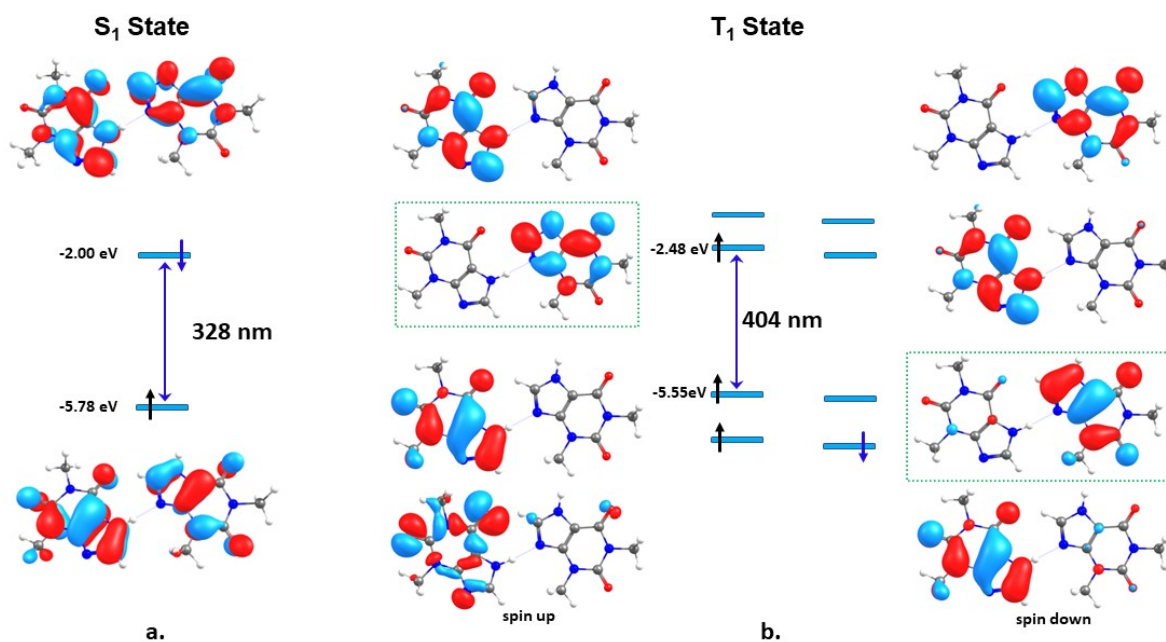 S₁ State
T₁ State
-2.00 eV
328 nm
-5.78 eV
a.
-2.48 eV
404 nm
-5.55eV
spin up
b.
spin down